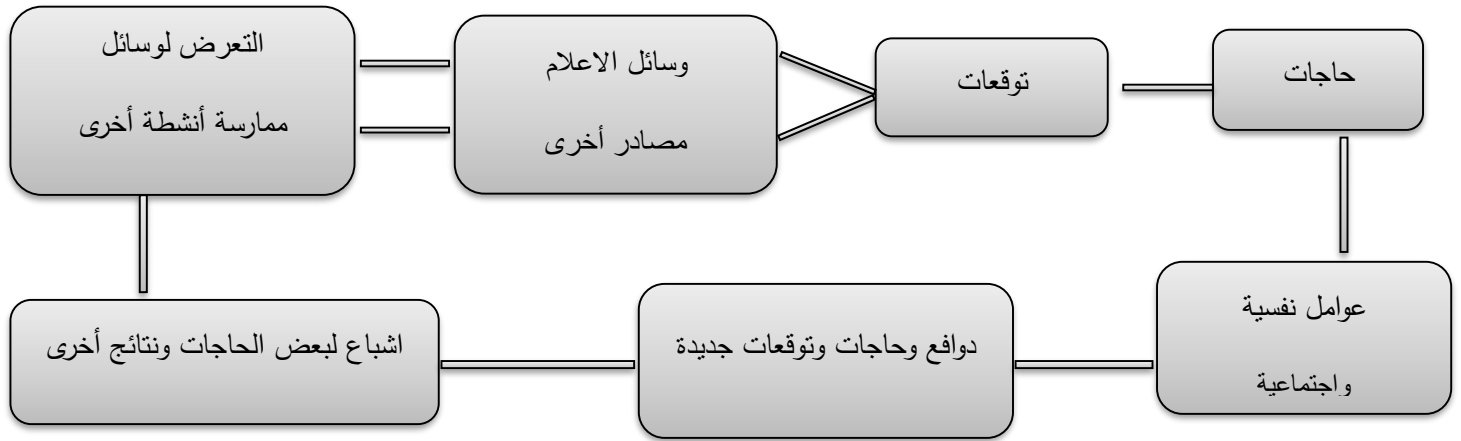 حاجات
توقعات
وسائل الاعلام
مصادر أخرى
التعرض لوسائل
ممارسة أنشطة أخرى
عوامل نفسية
واجتماعية
دوافع وحاجات وتوقعات جديدة
اشباع لبعض الحاجات ونتائج أخرى